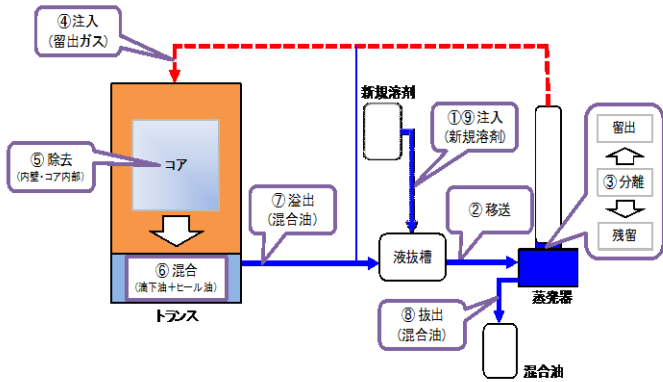 ④注入
(留出ガス)
新規溶剤
①⑨注入
(新規溶剤)
留出
③分離
残留
⑤除去
(内壁・コア内部)
コア
⑦溢出
(混合油)
②移送
液抜槽
⑥混合
(滴下油+ヒール油)
トランス
蒸発器
⑧抜出
(混合油)
混合油